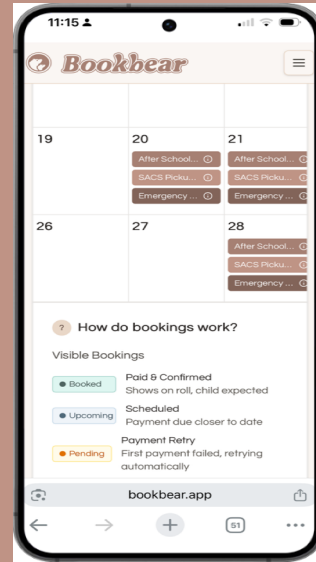 11:15
Bookbear
19
20
21
After School...
After School...
SACS Picku...
SACS Picku...
Emergency ...
Emergency ...
26
27
28
After School...
SACS Picku...
Emergency ...
? How do bookings work?
Visible Bookings
Booked
Paid & Confirmed
Shows on roll, child expected
Upcoming
Scheduled
Payment due closer to date
Pending
Payment Retry
First payment failed, retrying
automatically
bookbear.app
51